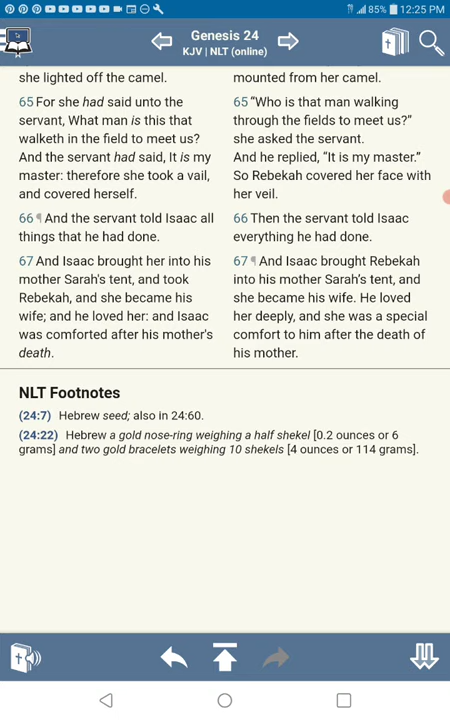 85% 12:25 PM
Genesis 24
KJV | NLT (online)
she lighted off the camel.
65 For she had said unto the
servant, What man is this that
walketh in the field to meet us?
And the servant had said, It is my
master: therefore she took a vail,
and covered herself.
66 ¶ And the servant told Isaac all
things that he had done.
67 And Isaac brought her into his
mother Sarah's tent, and took
Rebekah, and she became his
wife; and he loved her: and Isaac
was comforted after his mother's
death.
mounted from her camel.
65 “Who is that man walking
through the fields to meet us?”
she asked the servant.
And he replied, “It is my master.”
So Rebekah covered her face with
her veil.
66 Then the servant told Isaac
everything he had done.
67 ¶ And Isaac brought Rebekah
into his mother Sarah’s tent, and
she became his wife. He loved
her deeply, and she was a special
comfort to him after the death of
his mother.
NLT Footnotes
(24:7) Hebrew seed; also in 24:60.
(24:22) Hebrew a gold nose-ring weighing a half shekel [0.2 ounces or 6
grams] and two gold bracelets weighing 10 shekels [4 ounces or 114 grams].